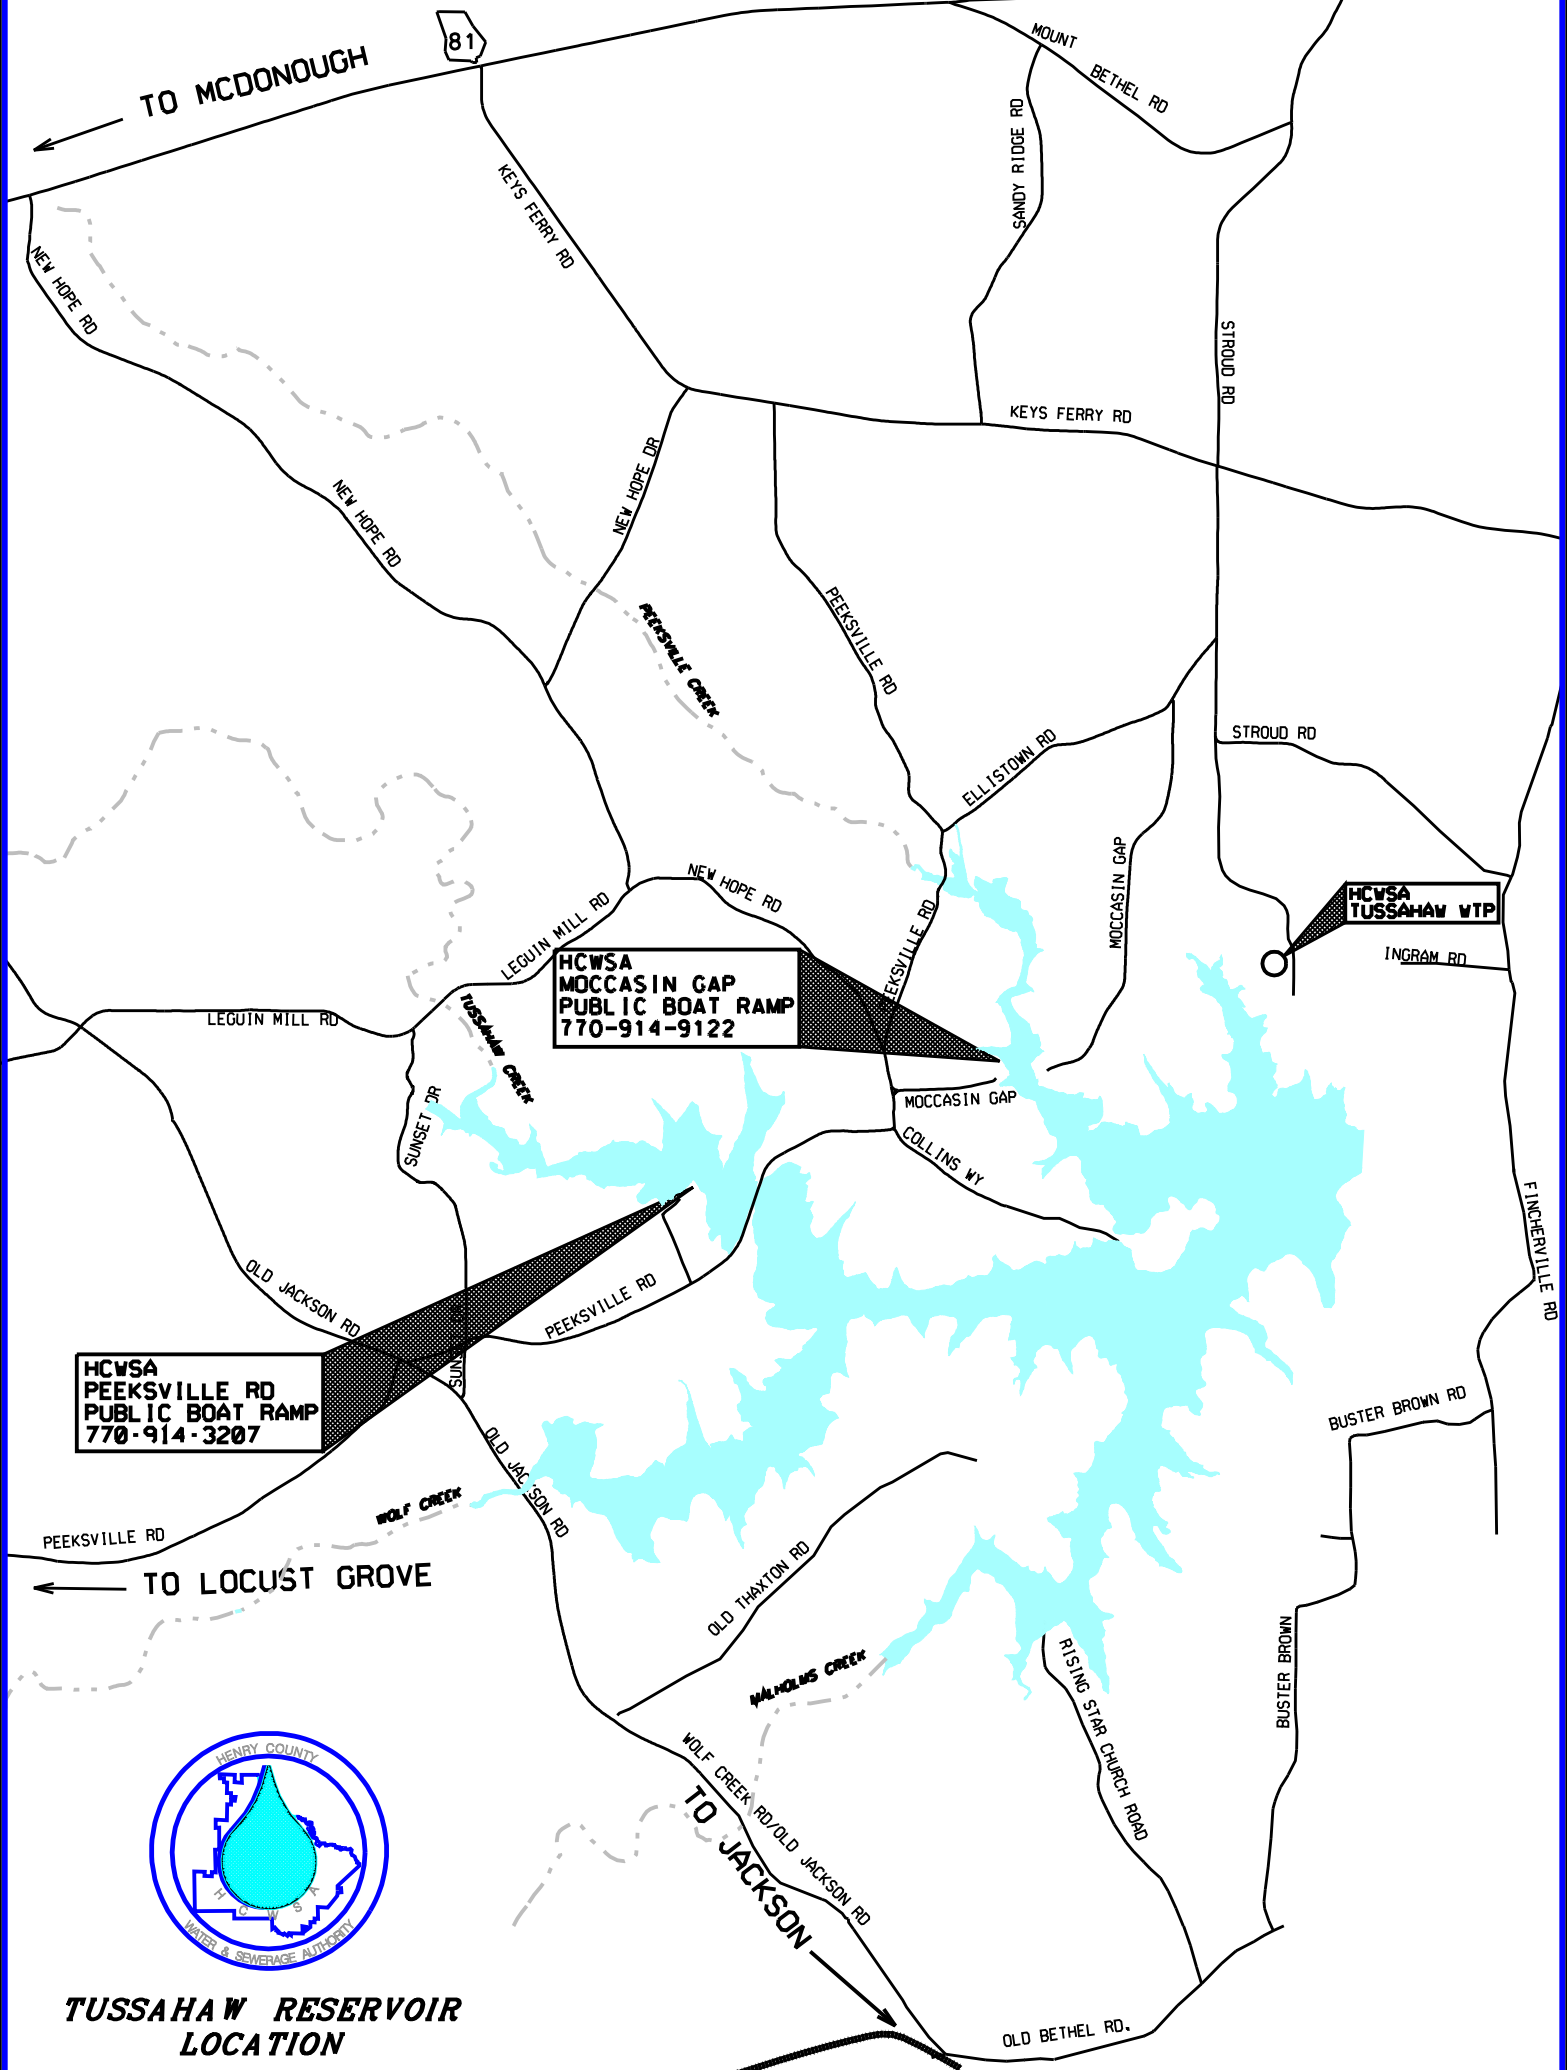 81
TO MCDONOUGH
MOUNT
BETHEL RD
SANDY RIDGE RD
KEYS FERRY RD
NEW HOPE RD
STROUD RD
KEYS FERRY RD
NEW HOPE DR
NEW HOPE RD
PEEKSVILLE CREEK
PEEKSVILLE RD
ELLISTOWN RD
STROUD RD
MOCCASIN GAP
NEW HOPE RD
LEGUIN MILL RD
HCWSA
TUSSAHAW WTP
INGRAM RD
PEEKSVILLE RD
HCWSA
MOCCASIN GAP
PUBLIC BOAT RAMP
770-914-9122
LEGUIN MILL RD
TUSSAHAW CREEK
SUNSET DR
MOCCASIN GAP
COLLINS WY
FINCHERVILLE RD
OLD JACKSON RD
PEEKSVILLE RD
SUNSET DR
HCWSA
PEEKSVILLE RD
PUBLIC BOAT RAMP
770-914-3207
BUSTER BROWN RD
OLD JACKSON RD
WOLF CREEK
PEEKSVILLE RD
TO LOCUST GROVE
OLD THAXTON RD
MALHOLMS CREEK
RISING STAR CHURCH ROAD
BUSTER BROWN
WOLF CREEK RD/OLD JACKSON RD
TO JACKSON
HENRY COUNTY
H C W S A
WATER & SEWERAGE AUTHORITY
TUSSAHAW RESERVOIR
LOCATION
OLD BETHEL RD.